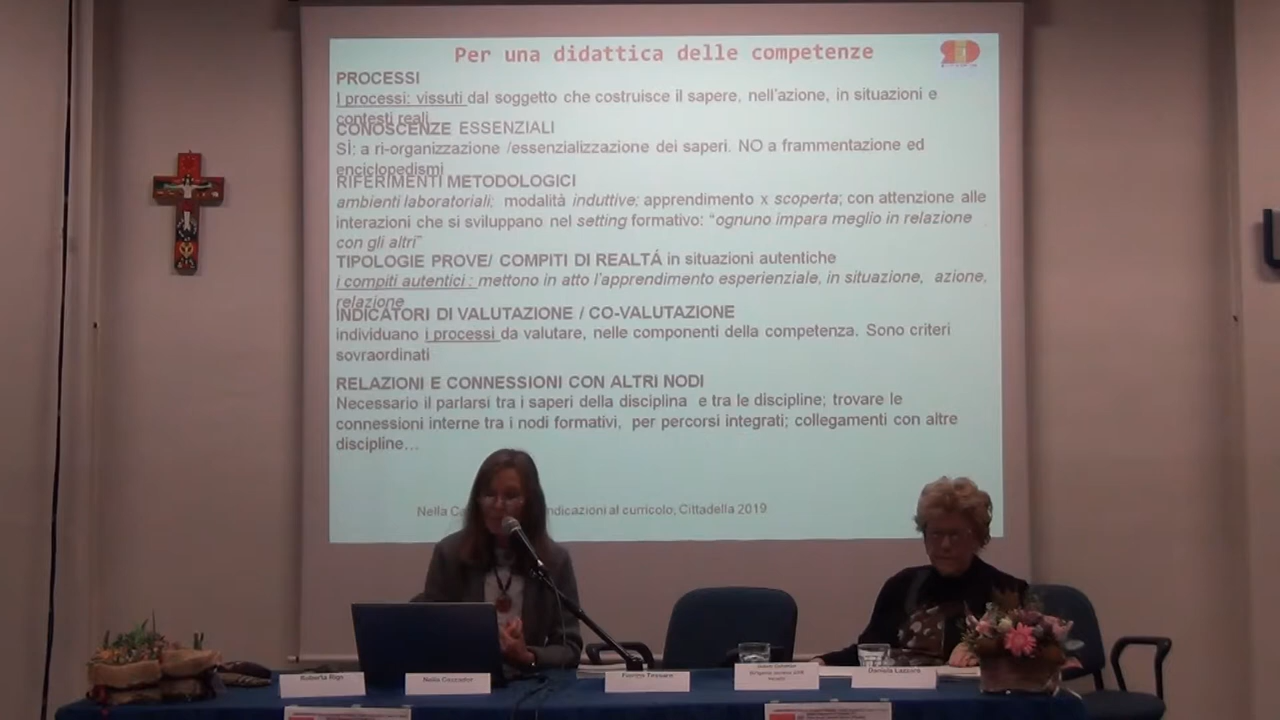 Per una didattica delle competenze
PROCESSI
I processi: vissuti dal soggetto che costruisce il sapere, nell'azione, in situazioni e
contesti reali
CONOSCENZE ESSENZIALI
SÌ: a ri-organizzazione /essenzializzazione dei saperi. NO a frammentazione ed
enciclopedismi
RIFERIMENTI METODOLOGICI
ambienti laboratoriali; modalità induttive; apprendimento x scoperta; con attenzione alle
interazioni che si sviluppano nel setting formativo: "ognuno impara meglio in relazione
con gli altri"
TIPOLOGIE PROVE/ COMPITI DI REALTÁ in situazioni autentiche
i compiti autentici : mettono in atto l'apprendimento esperienziale, in situazione, azione,
relazione
INDICATORI DI VALUTAZIONE / CO-VALUTAZIONE
individuano i processi da valutare, nelle componenti della competenza. Sono criteri
sovraordinati
RELAZIONI E CONNESSIONI CON ALTRI NODI
Necessario il parlarsi tra i saperi della disciplina e tra le discipline; trovare le
connessioni interne tra i nodi formativi, per percorsi integrati; collegamenti con altre
discipline…
Nella ndicazioni al curricolo, Cittadella 2019
Roberta Rigo
Nella
Daniela